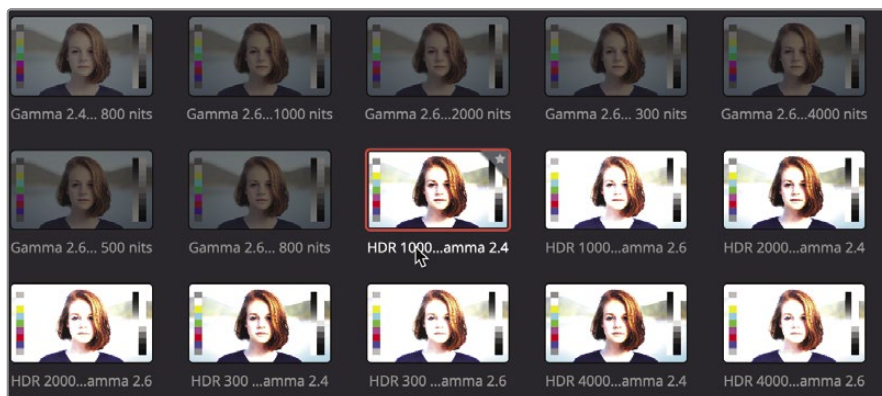 Gamma 2.4... 800 nits
Gamma 2.6...1000 nits
Gamma 2.6...2000 nits
Gamma 2.6... 300 nits
Gamma 2.6...4000 nits
Gamma 2.6... 500 nits
Gamma 2.6... 800 nits
HDR 1000...amma 2.4
HDR 1000...amma 2.6
HDR 2000...amma 2.4
HDR 2000...amma 2.6
HDR 300 ...amma 2.4
HDR 300 ...amma 2.6
HDR 4000...amma 2.4
HDR 4000...amma 2.6